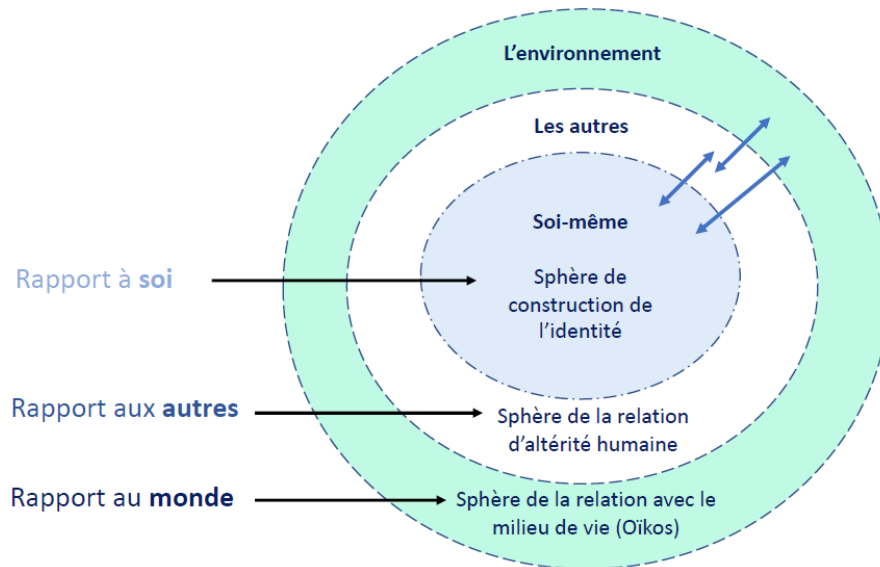 L'environnement
Les autres
Soi-même
Rapport à soi
Sphère de
construction de
l'identité
Rapport aux autres
Sphère de la relation
d'altérité humaine
Rapport au monde
Sphère de la relation avec le
milieu de vie (Oïkos)